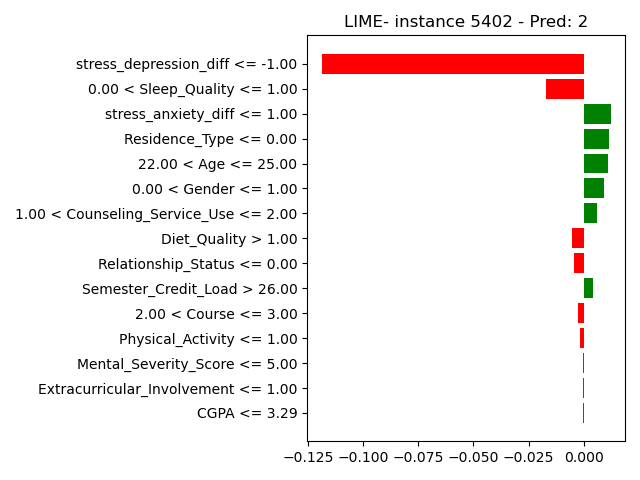 LIME- instance 5402 - Pred: 2
stress_depression_diff <= -1.00
0.00 < Sleep_Quality <= 1.00
stress_anxiety_diff <= 1.00
Residence_Type <= 0.00
22.00 < Age <= 25.00
0.00 < Gender <= 1.00
1.00 < Counseling_Service_Use <= 2.00
Diet_Quality > 1.00
Relationship_Status <= 0.00
Semester_Credit_Load > 26.00
2.00 < Course <= 3.00
Physical_Activity <= 1.00
Mental_Severity_Score <= 5.00
Extracurricular_Involvement <= 1.00
CGPA <= 3.29
−0.125 −0.100 −0.075 −0.050 −0.025 0.000